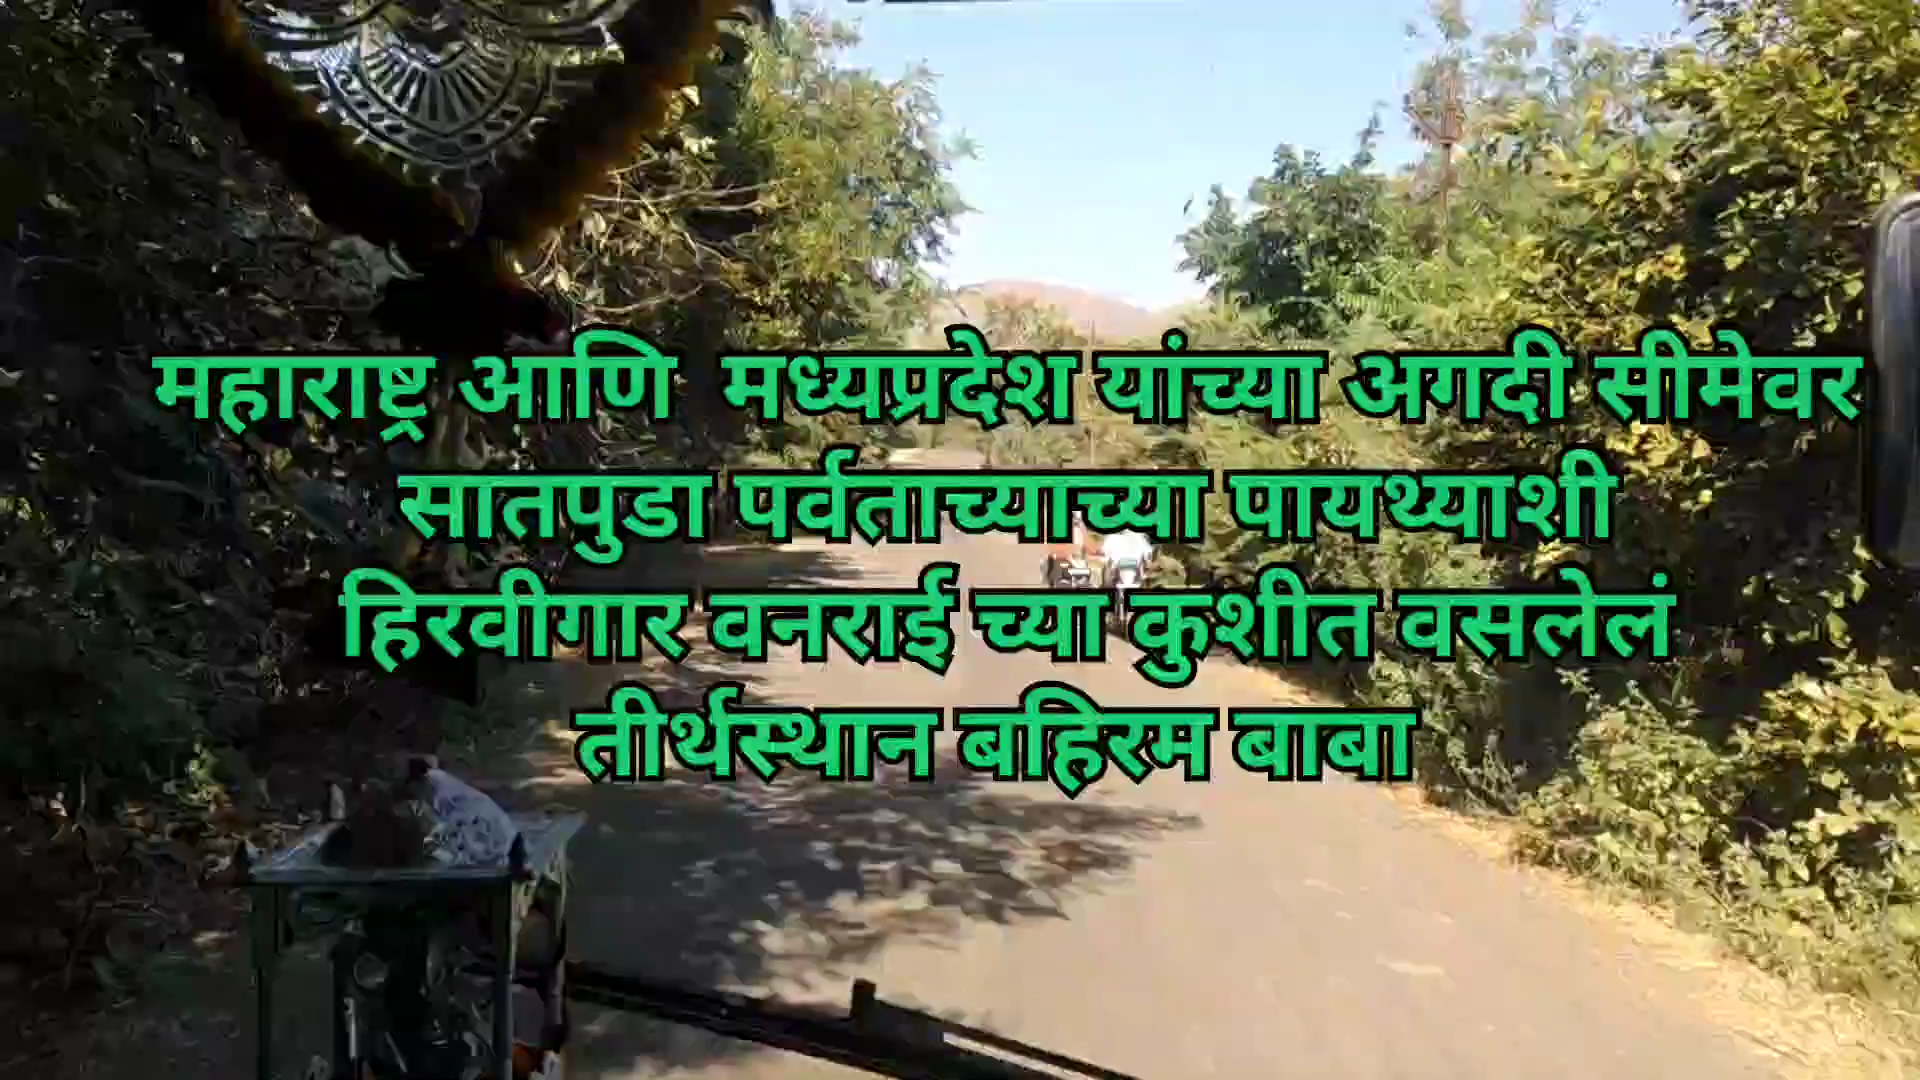 महाराष्ट्र आणि मध्यप्रदेश यांच्या अगदी सीमेवर
सातपुडा पर्वताच्याच्या पायथ्याशी
हिरवीगार वनराई च्या कुशीत वसलेलं
तीर्थस्थान बहिरम बाबा